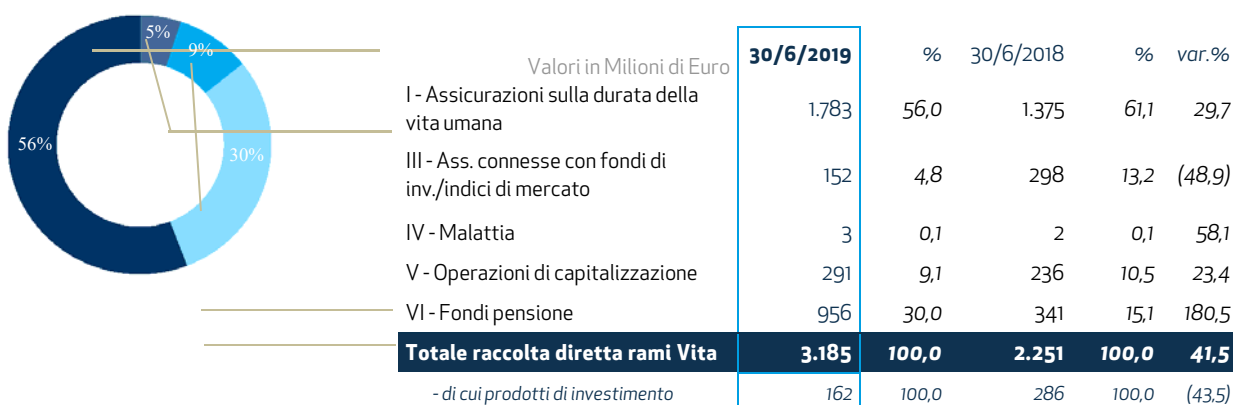 5%
9%
56%
30%
Valori in Milioni di Euro 30/6/2019 % 30/6/2018 % var.%
I - Assicurazioni sulla durata della
vita umana 1.783 56,0 1.375 61,1 29,7
III - Ass. connesse con fondi di
inv./indici di mercato 152 4,8 298 13,2 (48,9)
IV - Malattia 3 0,1 2 0,1 58,1
V - Operazioni di capitalizzazione 291 9,1 236 10,5 23,4
VI - Fondi pensione 956 30,0 341 15,1 180,5
Totale raccolta diretta rami Vita 3.185 100,0 2.251 100,0 41,5
- di cui prodotti di investimento 162 100,0 286 100,0 (43,5)